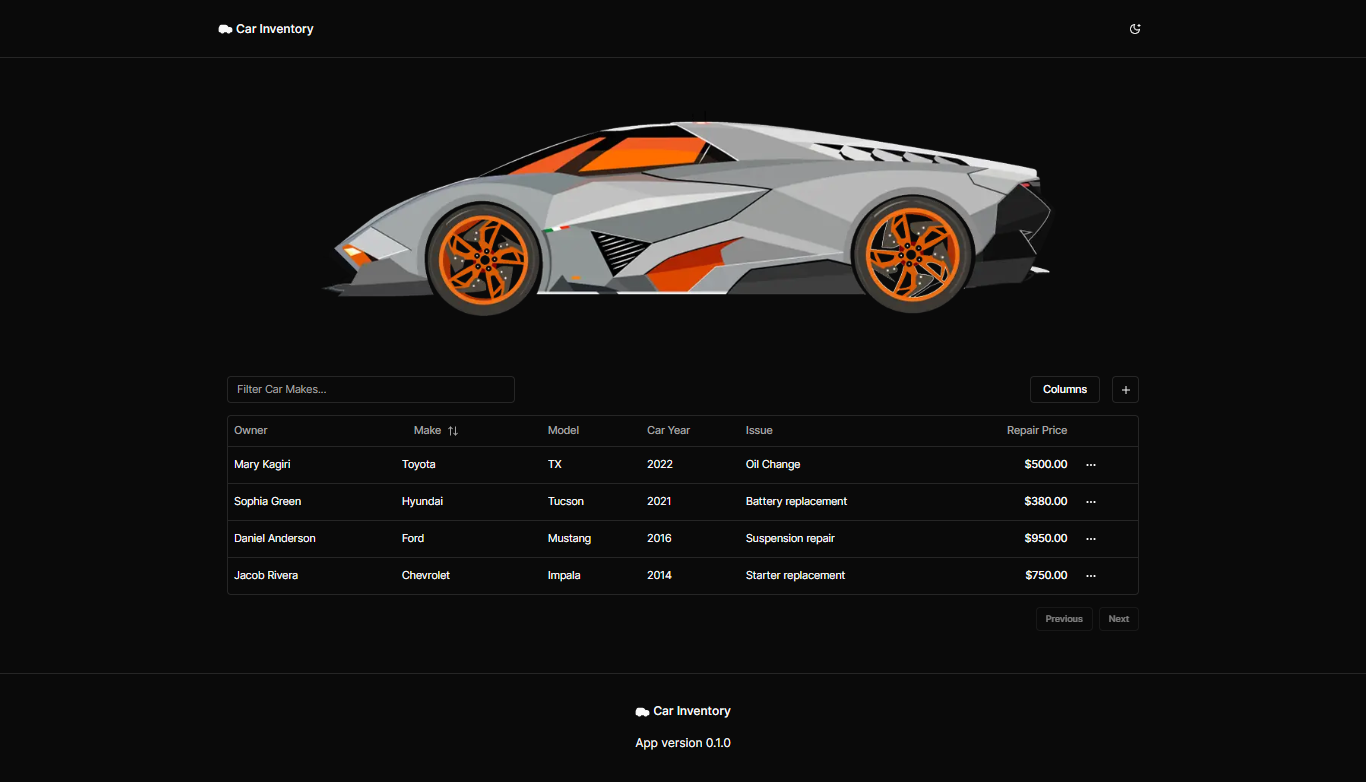 Car Inventory
Filter Car Makes...
Columns
Owner Make Model Car Year Issue Repair Price
Mary Kagiri Toyota TX 2022 Oil Change $500.00
Sophia Green Hyundai Tucson 2021 Battery replacement $380.00
Daniel Anderson Ford Mustang 2016 Suspension repair $950.00
Jacob Rivera Chevrolet Impala 2014 Starter replacement $750.00
Previous Next
Car Inventory
App version 0.1.0